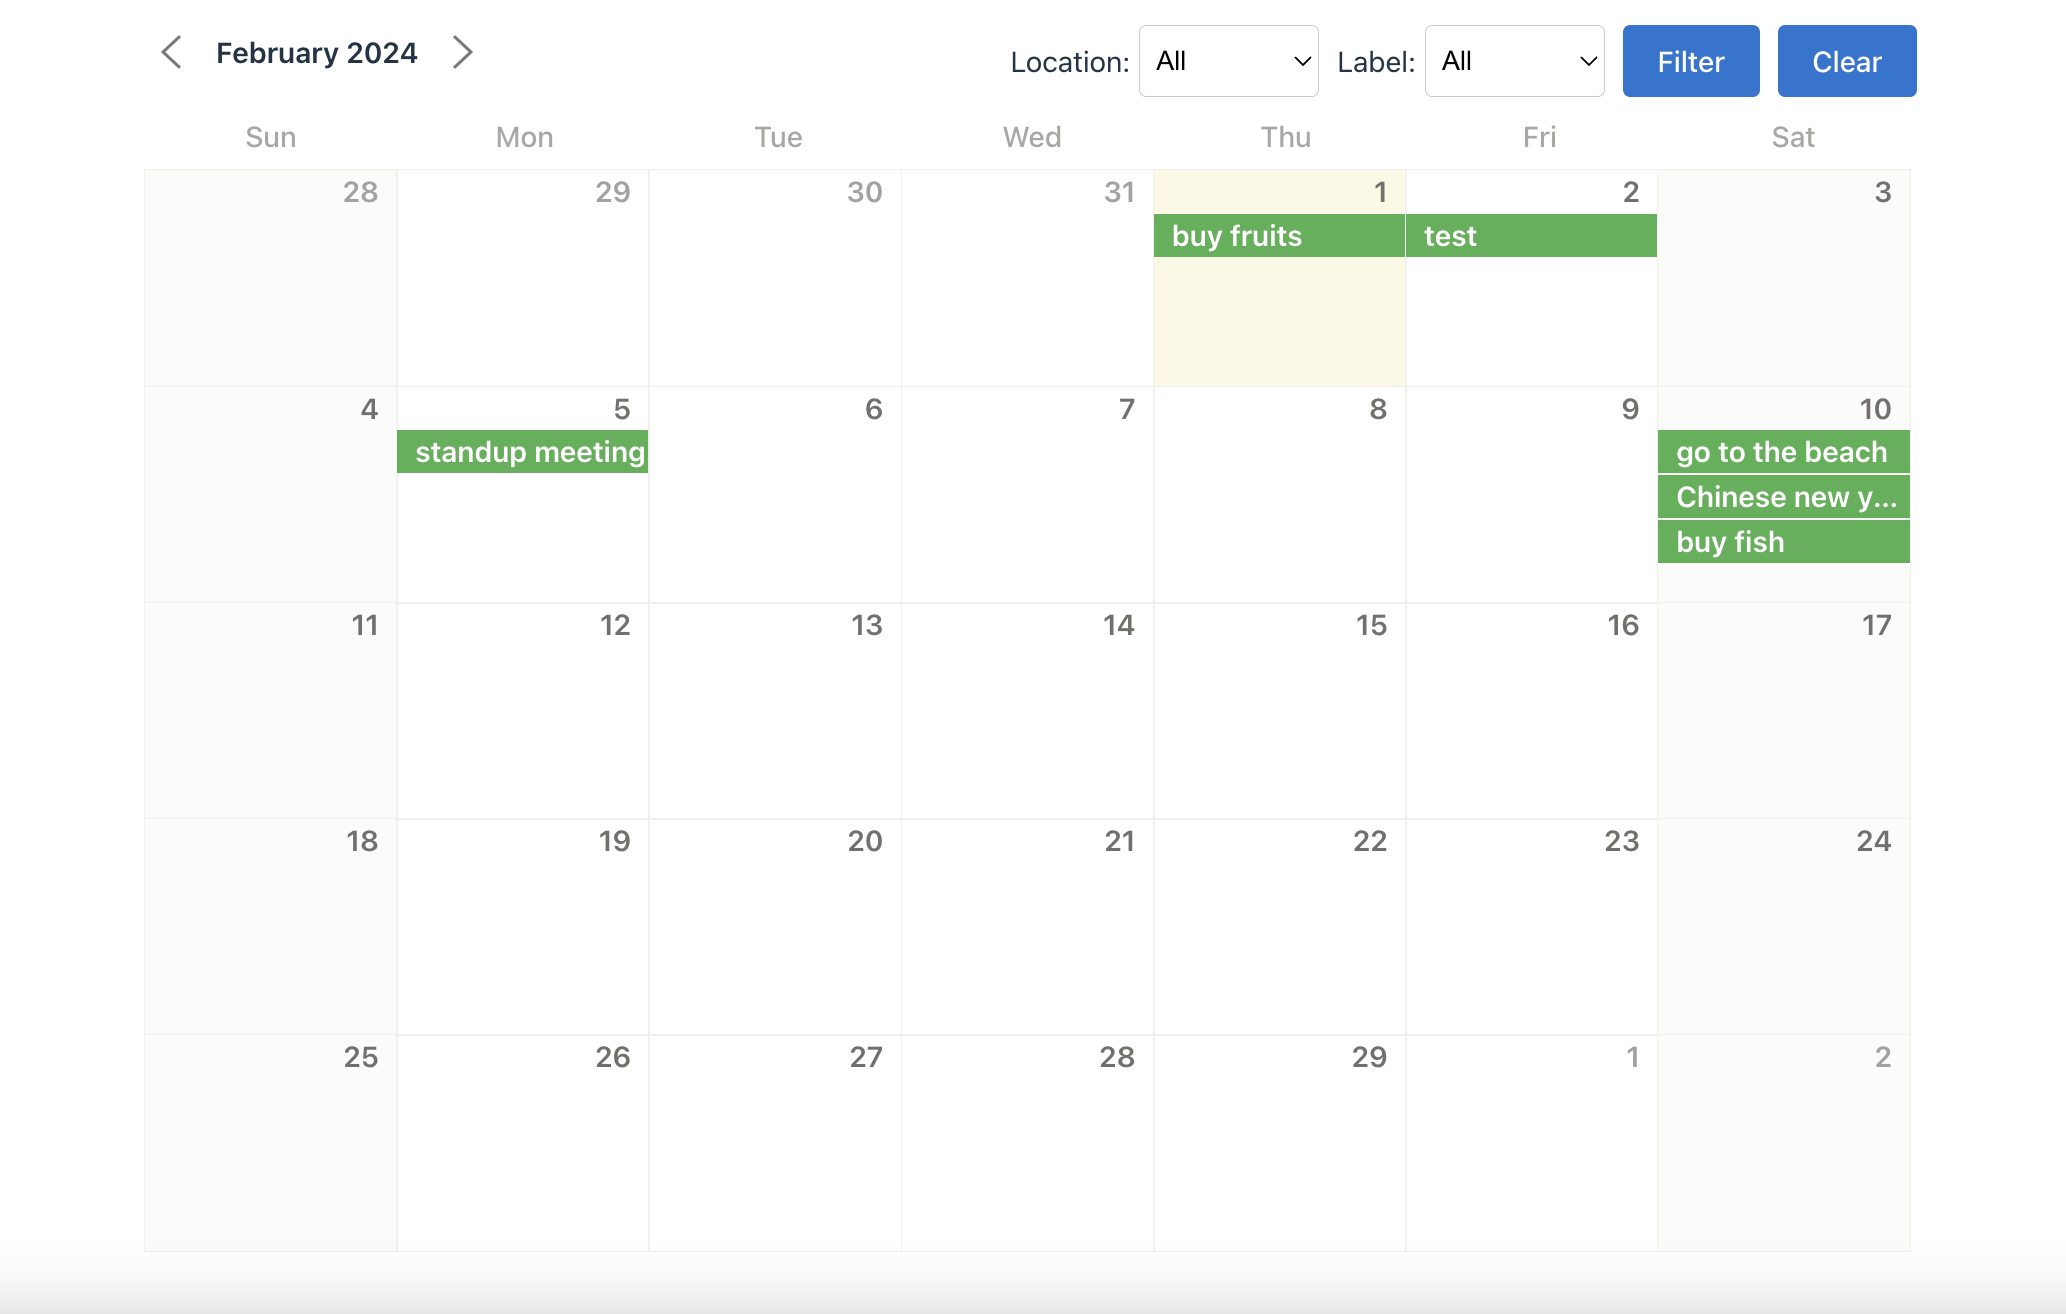 February 2024
Location: All Label: All Filter Clear
Sun Mon Tue Wed Thu Fri Sat
28 29 30 31 1 2 3
buy fruits test
4 5 6 7 8 9 10
standup meeting go to the beach
Chinese new y...
buy fish
11 12 13 14 15 16 17
18 19 20 21 22 23 24
25 26 27 28 29 1 2